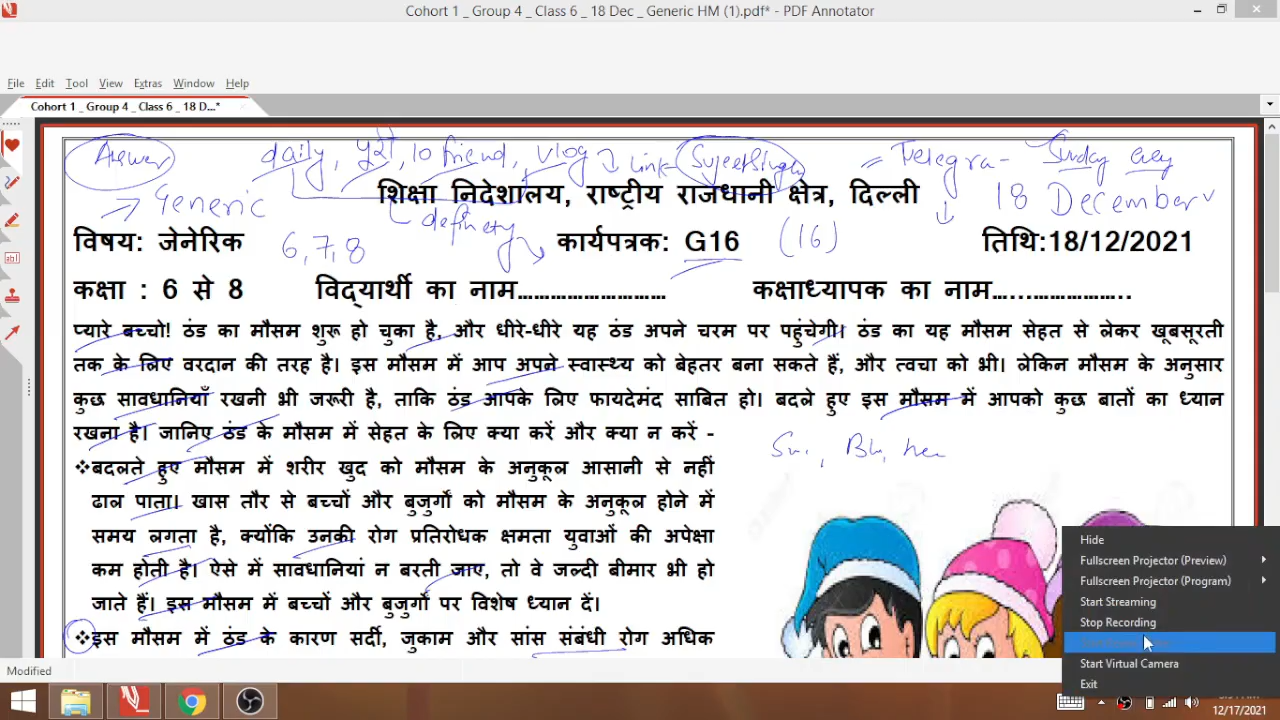 Cohort 1 _ Group 4 _ Class 6 _ 18 Dec _ Generic HM (1).pdf* - PDF Annotator
File Edit Tool View Extras Window Help
Cohort 1 _ Group 4 _ Class 6 _ 18 D...*
Answer daily, 10 friend, vlog Link Sujeetsingh = Telegra-
शिक्षा निदेशालय, राष्ट्रीय राजधानी क्षेत्र, दिल्ली
Generic definety 18 December
विषय: जेनेरिक 6, 7, 8 कार्यपत्रक: G16 (16) तिथि:18/12/2021
कक्षा : 6 से 8 विद्यार्थी का नाम........................... कक्षाध्यापक का नाम......................
प्यारे बच्चो! ठंड का मौसम शुरू हो चुका है, और धीरे-धीरे यह ठंड अपने चरम पर पहुंचेगी। ठंड का यह मौसम सेहत से लेकर खूबसूरती
तक के लिए वरदान की तरह है। इस मौसम में आप अपने स्वास्थ्य को बेहतर बना सकते हैं, और त्वचा को भी। लेकिन मौसम के अनुसार
कुछ सावधानियाँ रखनी भी जरूरी है, ताकि ठंड आपके लिए फायदेमंद साबित हो। बदले हुए इस मौसम में आपको कुछ बातों का ध्यान
रखना है। जानिए ठंड के मौसम में सेहत के लिए क्या करें और क्या न करें -
❖बदलते हुए मौसम में शरीर खुद को मौसम के अनुकूल आसानी से नहीं
ढाल पाता। खास तौर से बच्चों और बुजुर्गों को मौसम के अनुकूल होने में
समय लगता है, क्योंकि उनकी रोग प्रतिरोधक क्षमता युवाओं की अपेक्षा
कम होती है। ऐसे में सावधानियां न बरती जाए, तो वे जल्दी बीमार भी हो
जाते हैं। इस मौसम में बच्चों और बुजुर्गों पर विशेष ध्यान दें।
❖इस मौसम में ठंड के कारण सर्दी, जुकाम और सांस संबंधी रोग अधिक
Hide
Fullscreen Projector (Preview)
Fullscreen Projector (Program)
Start Streaming
Stop Recording
Start Virtual Camera
Exit
Modified
12/17/2021